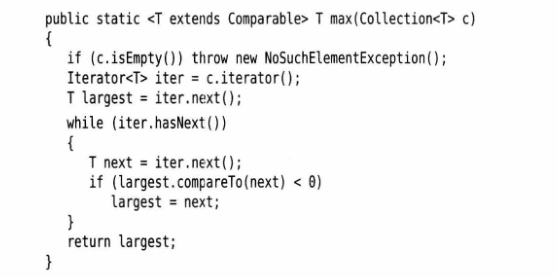 public static <T extends Comparable> T max(Collection<T> c)
{
if (c.isEmpty()) throw new NoSuchElementException();
Iterator<T> iter = c.iterator();
T largest = iter.next();
while (iter.hasNext())
{
T next = iter.next();
if (largest.compareTo(next) < 0)
largest = next;
}
return largest;
}